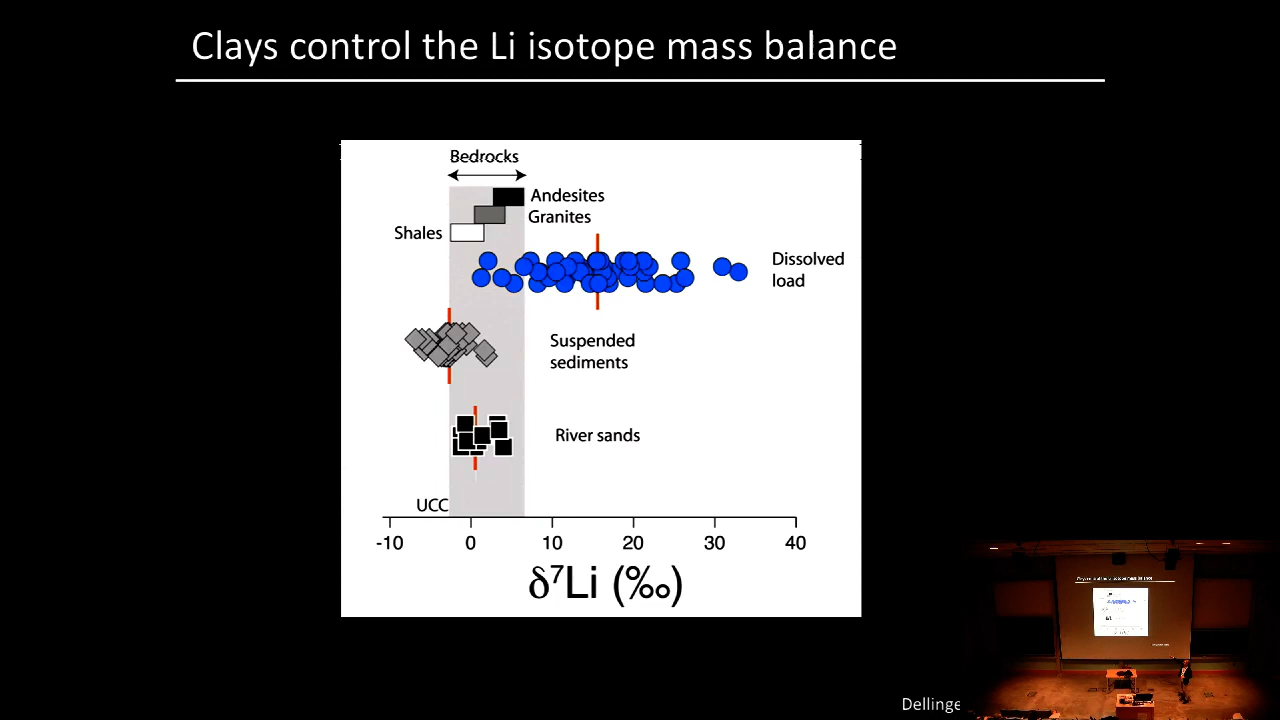 Clays control the Li isotope mass balance
Bedrocks
Andesites
Granites
Shales
Dissolved
load
Suspended
sediments
River sands
UCC
-10 0 10 20 30 40
δ⁷Li (‰)